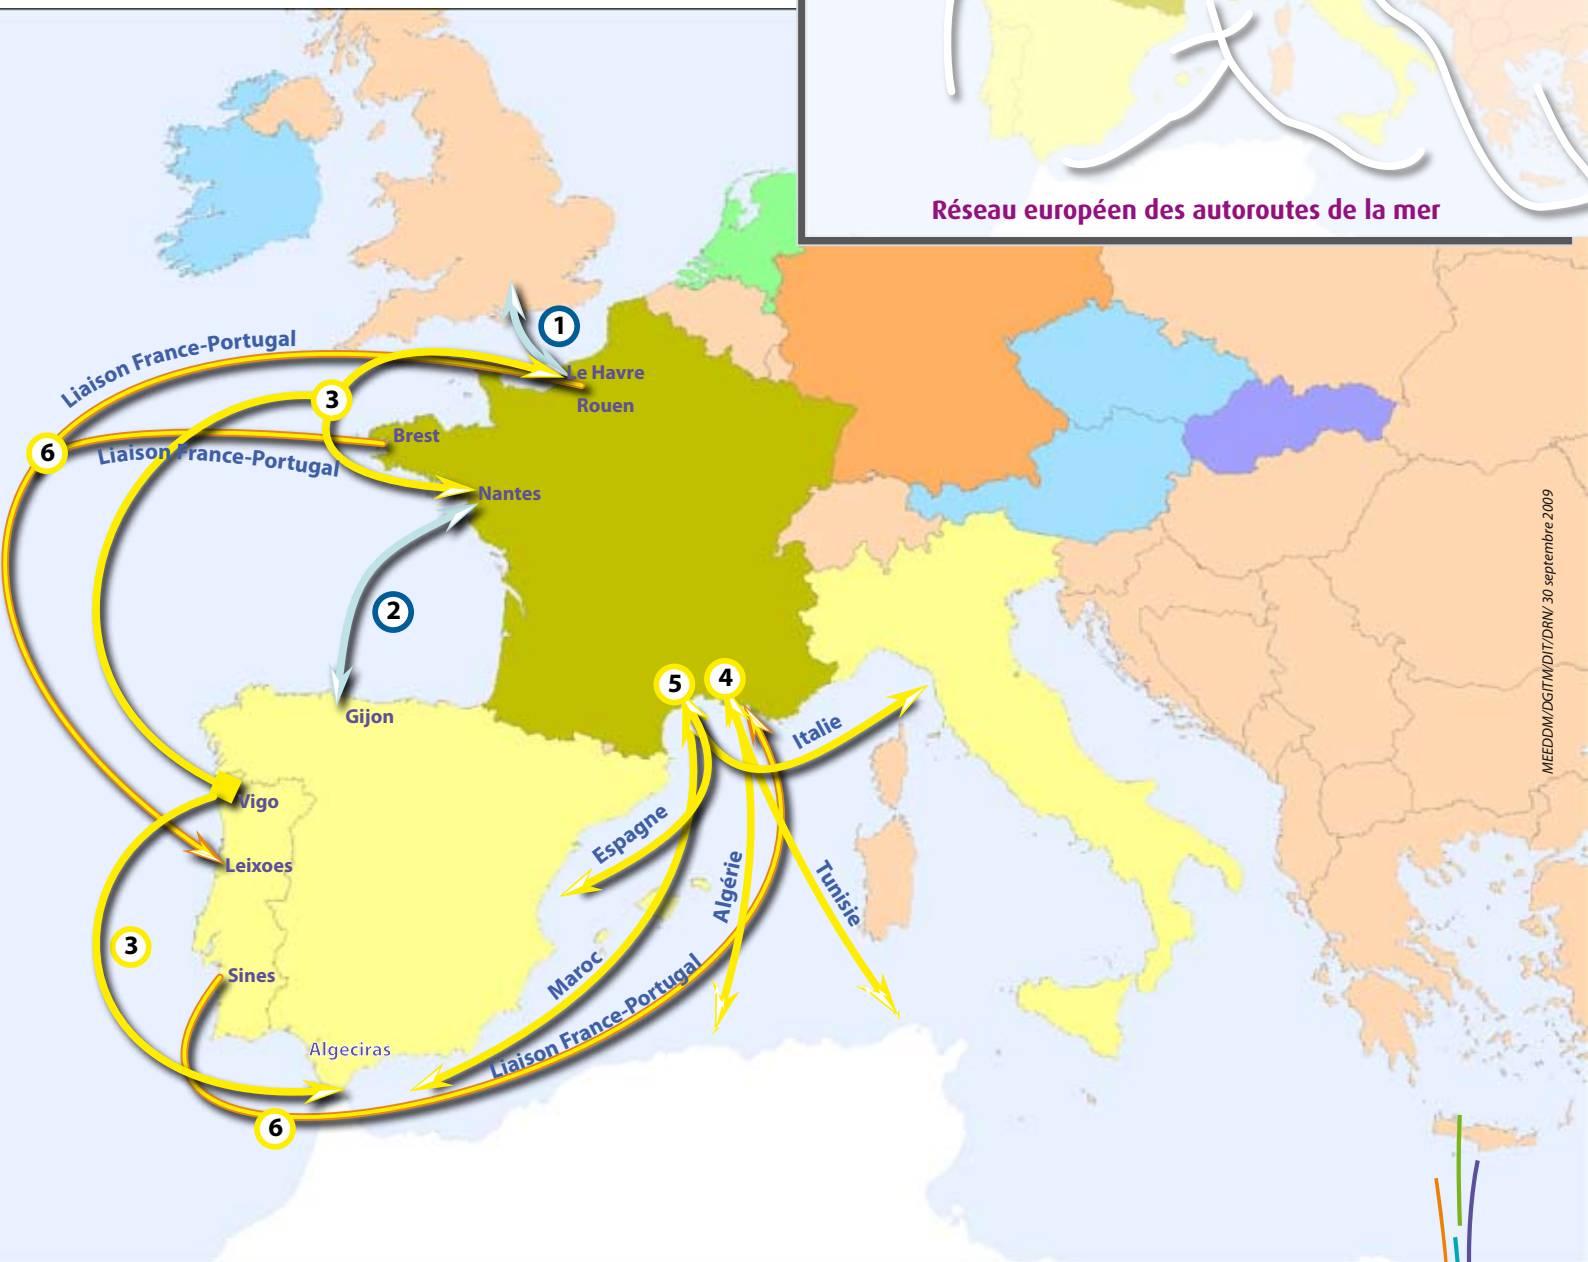 Réseau européen des autoroutes de la mer
1
Liaison France-Portugal
Le Havre
3
Rouen
Brest
6
Liaison France-Portugal
Nantes
2
5
4
Gijon
Italie
Vigo
Espagne
Leixoes
Algérie
Tunisie
3
Sines
Maroc
Liaison France-Portugal
Algeciras
6
MEEDDM/DGITM/DIT/DRN/ 30 septembre 2009